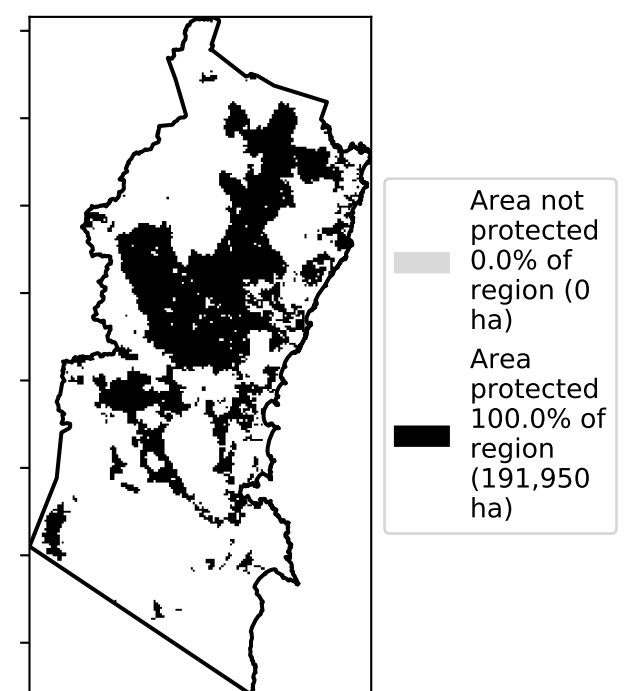 Area not
protected
0.0% of
region (0
ha)
Area
protected
100.0% of
region
(191,950
ha)